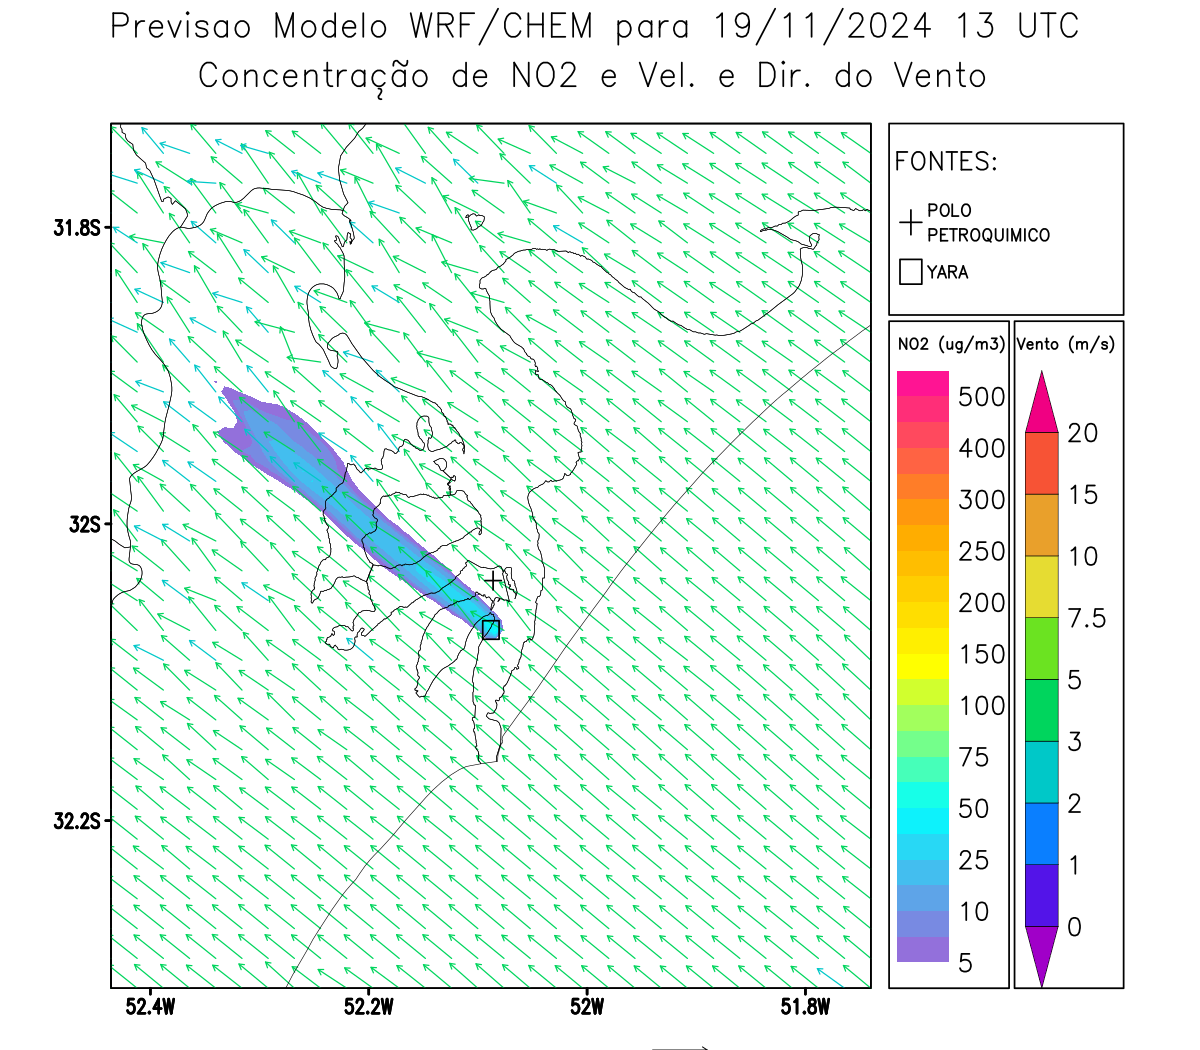 Previsao Modelo WRF/CHEM para 19/11/2024 13 UTC
Concentração de NO2 e Vel. e Dir. do Vento
31.8S
32S
32.2S
52.4W
52.2W
52W
51.8W
FONTES:
POLO
PETROQUIMICO
YARA
NO2 (ug/m3)
500
400
300
250
200
150
100
75
50
25
10
5
Vento (m/s)
20
15
10
7.5
5
3
2
1
0